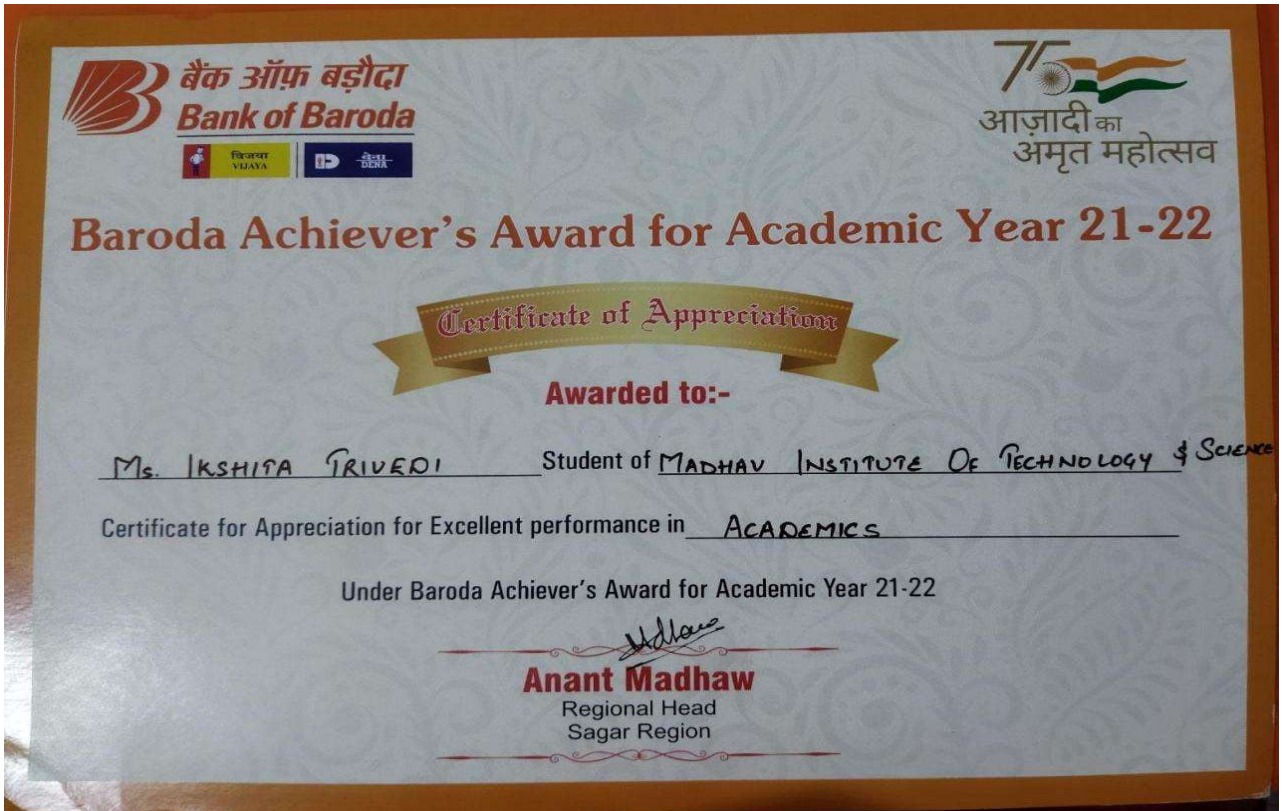 बैंक ऑफ़ बड़ौदा
Bank of Baroda
विजया
VIJAYA
देना
DENA
75
आज़ादी का
अमृत महोत्सव
Baroda Achiever's Award for Academic Year 21-22
Certificate of Appreciation
Awarded to:-
Ms. IKSHITA TRIVEDI Student of MADHAV INSTITUTE OF TECHNOLOGY & SCIENCE
Certificate for Appreciation for Excellent performance in ACADEMICS
Under Baroda Achiever's Award for Academic Year 21-22
Anant Madhaw
Regional Head
Sagar Region